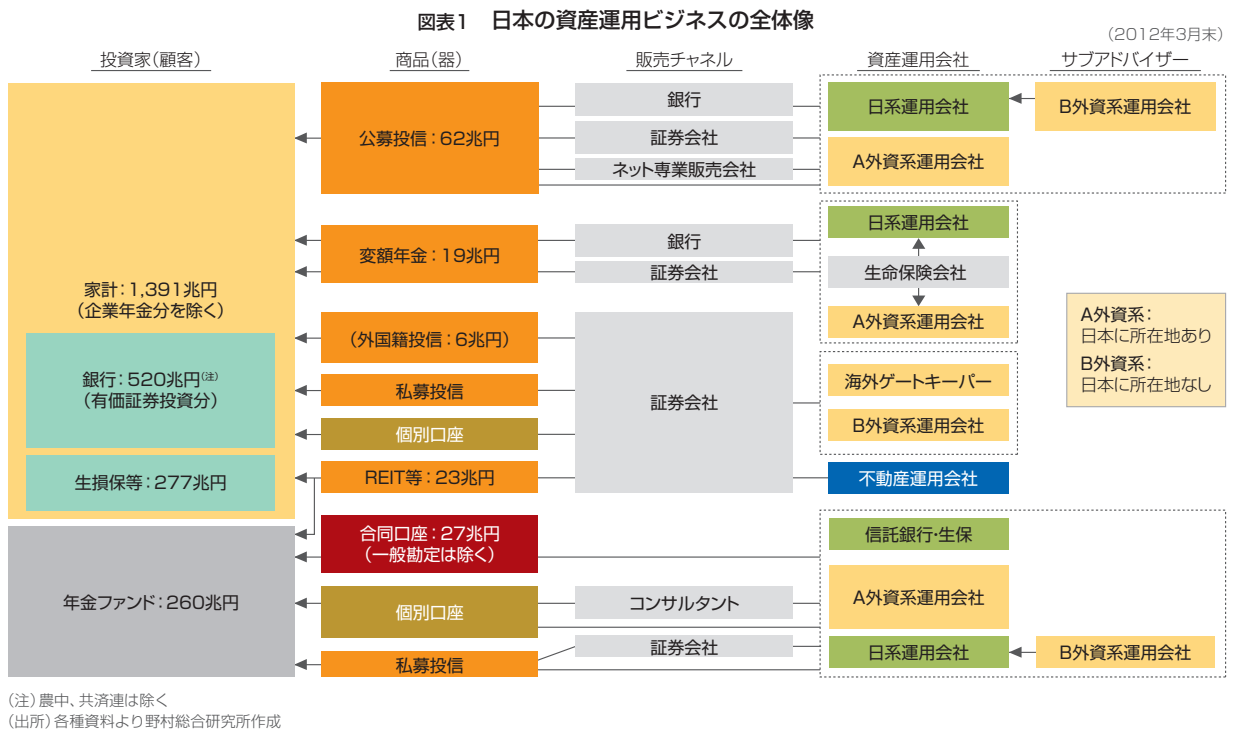 図表1 日本の資産運用ビジネスの全体像
(2012年3月末)
投資家(顧客)
商品(器)
販売チャネル
資産運用会社
サブアドバイザー
家計:1,391兆円
(企業年金分を除く)
銀行:520兆円(注)
(有価証券投資分)
生損保等:277兆円
年金ファンド:260兆円
公募投信:62兆円
変額年金:19兆円
(外国籍投信:6兆円)
私募投信
個別口座
REIT等:23兆円
合同口座:27兆円
(一般勘定は除く)
個別口座
私募投信
銀行
証券会社
ネット専業販売会社
銀行
証券会社
証券会社
コンサルタント
証券会社
日系運用会社
A外資系運用会社
日系運用会社
生命保険会社
A外資系運用会社
海外ゲートキーパー
B外資系運用会社
不動産運用会社
信託銀行・生保
A外資系運用会社
日系運用会社
B外資系運用会社
A外資系:
日本に所在地あり
B外資系:
日本に所在地なし
B外資系運用会社
(注)農中、共済連は除く
(出所)各種資料より野村総合研究所作成